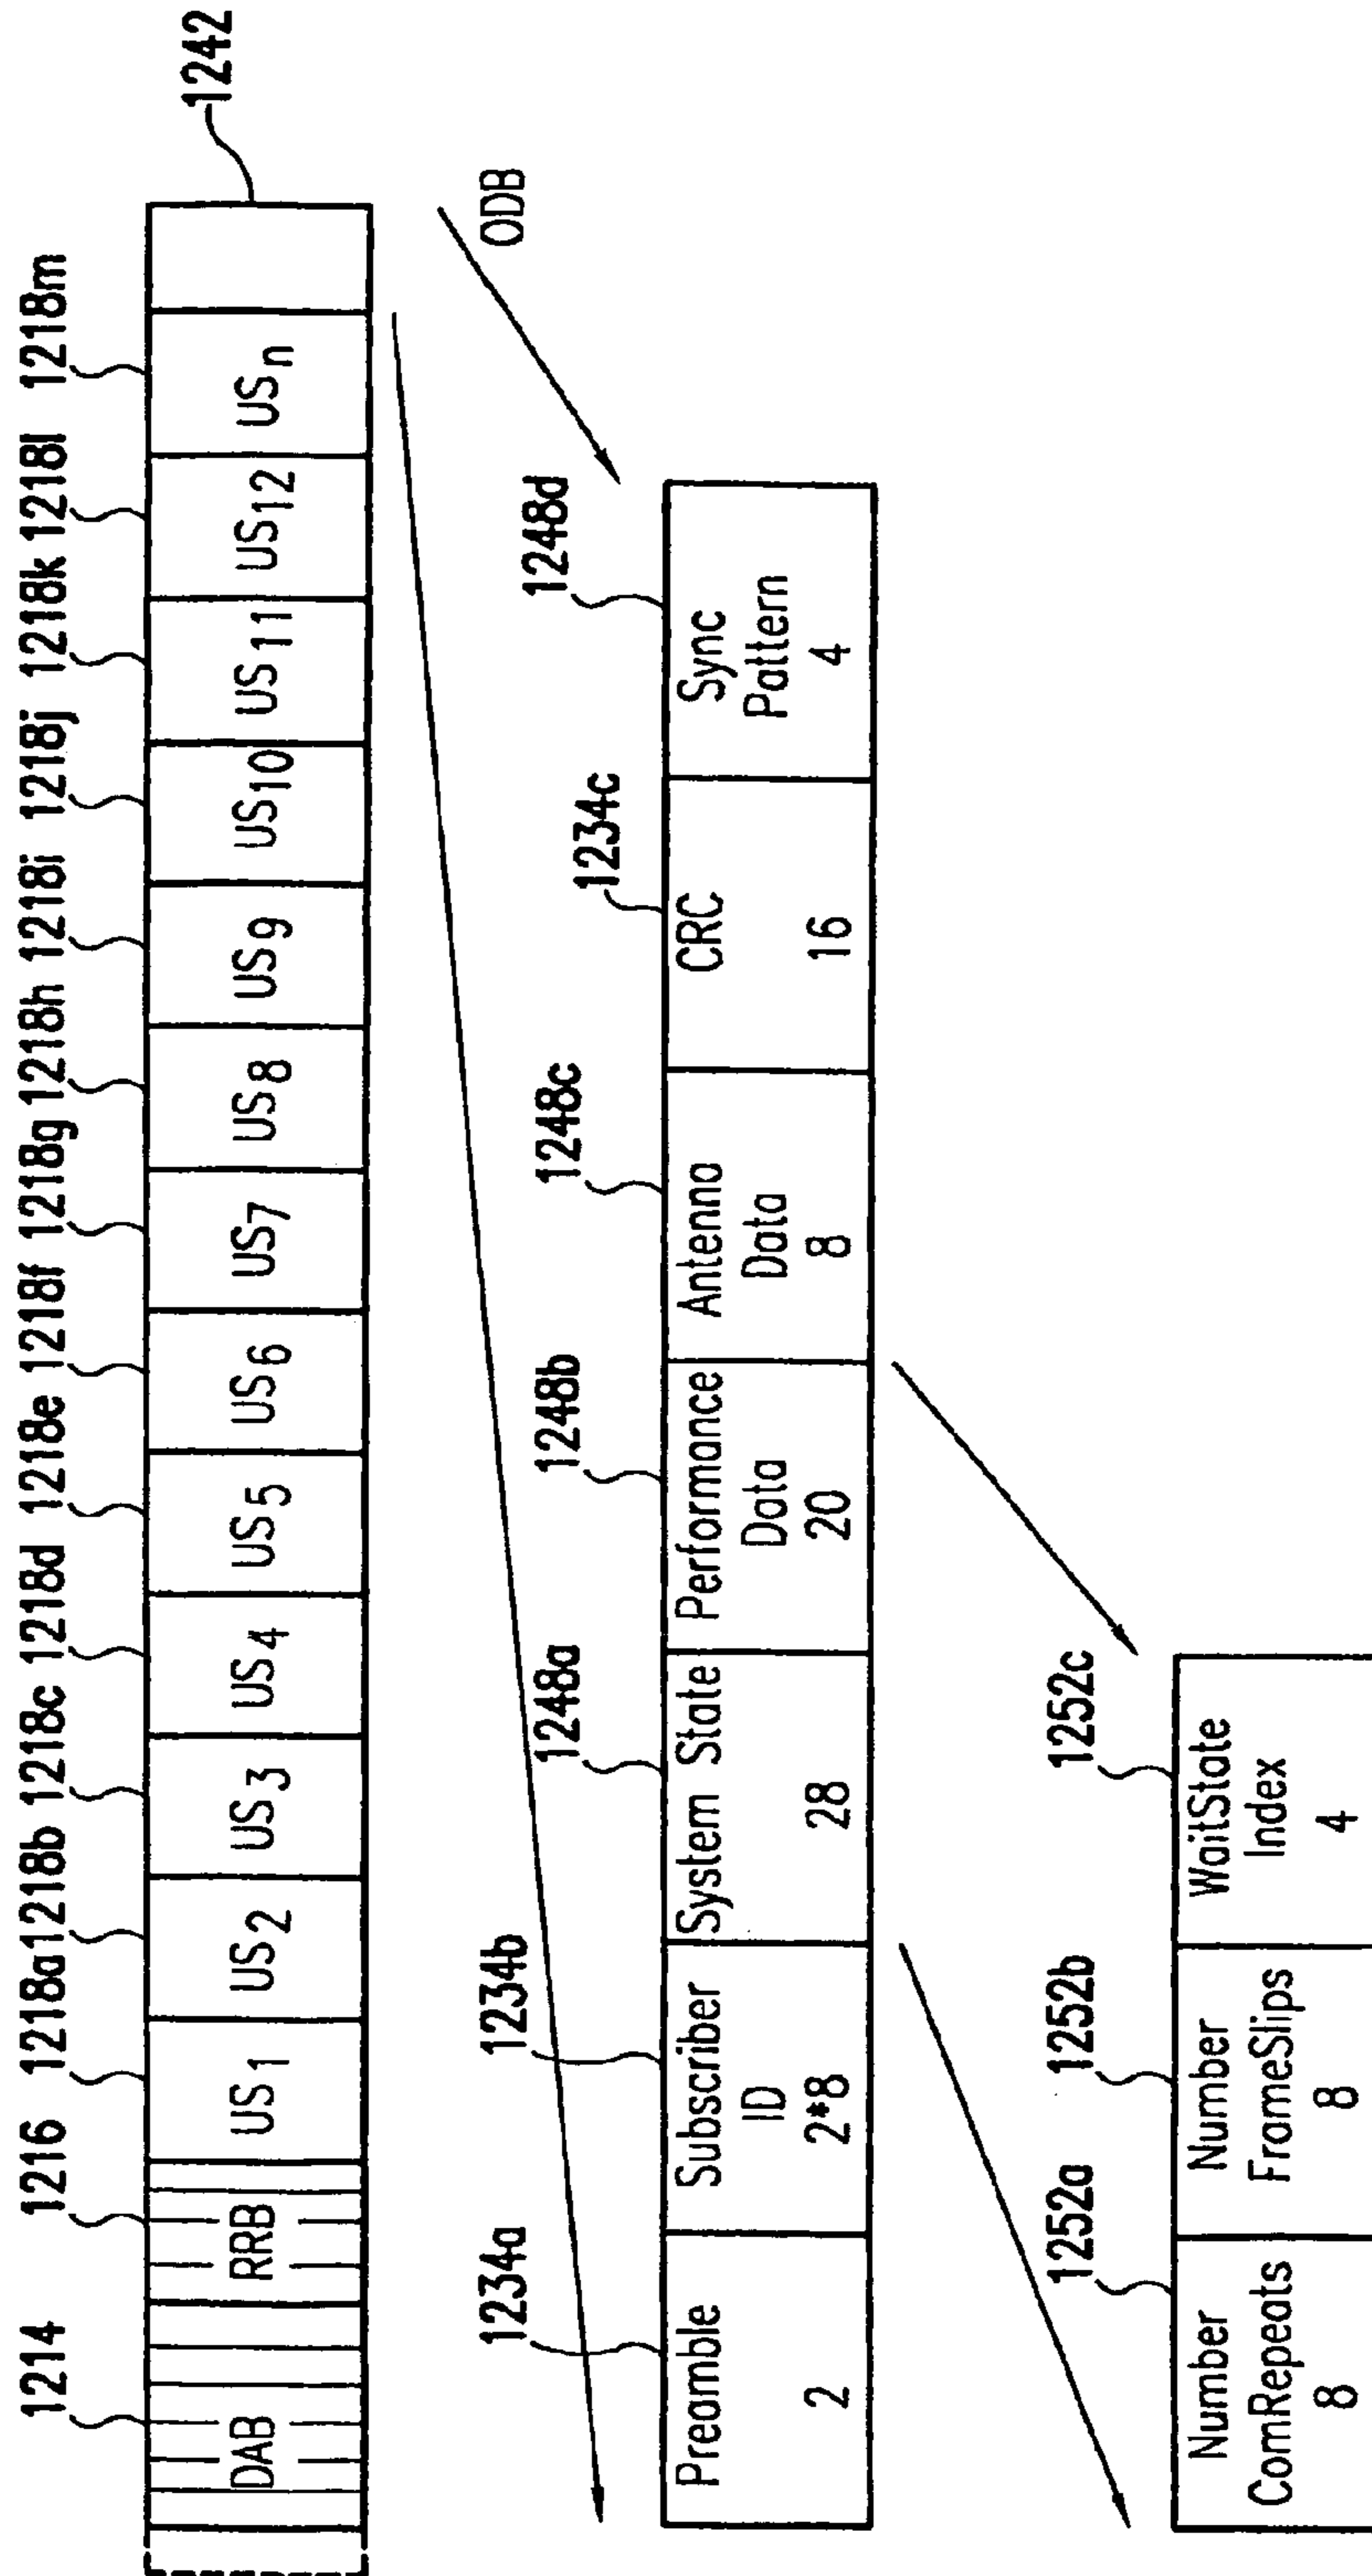 1214
1216
1218a
1218b
1218c
1218d
1218e
1218f
1218g
1218h
1218i
1218j
1218k
1218l
1218m
1242
DAB
RRB
US1
US2
US3
US4
US5
US6
US7
US8
US9
US10
US11
US12
USn
ODB
1234a
1234b
1248a
1248b
1248c
1234c
1248d
Preamble
2
Subscriber
ID
2*8
System State
28
Performance
Data
20
Antenna
Data
8
CRC
16
Sync
Pattern
4
1252a
1252b
1252c
Number
ComRepeats
8
Number
FrameSlips
8
WaitState
Index
4